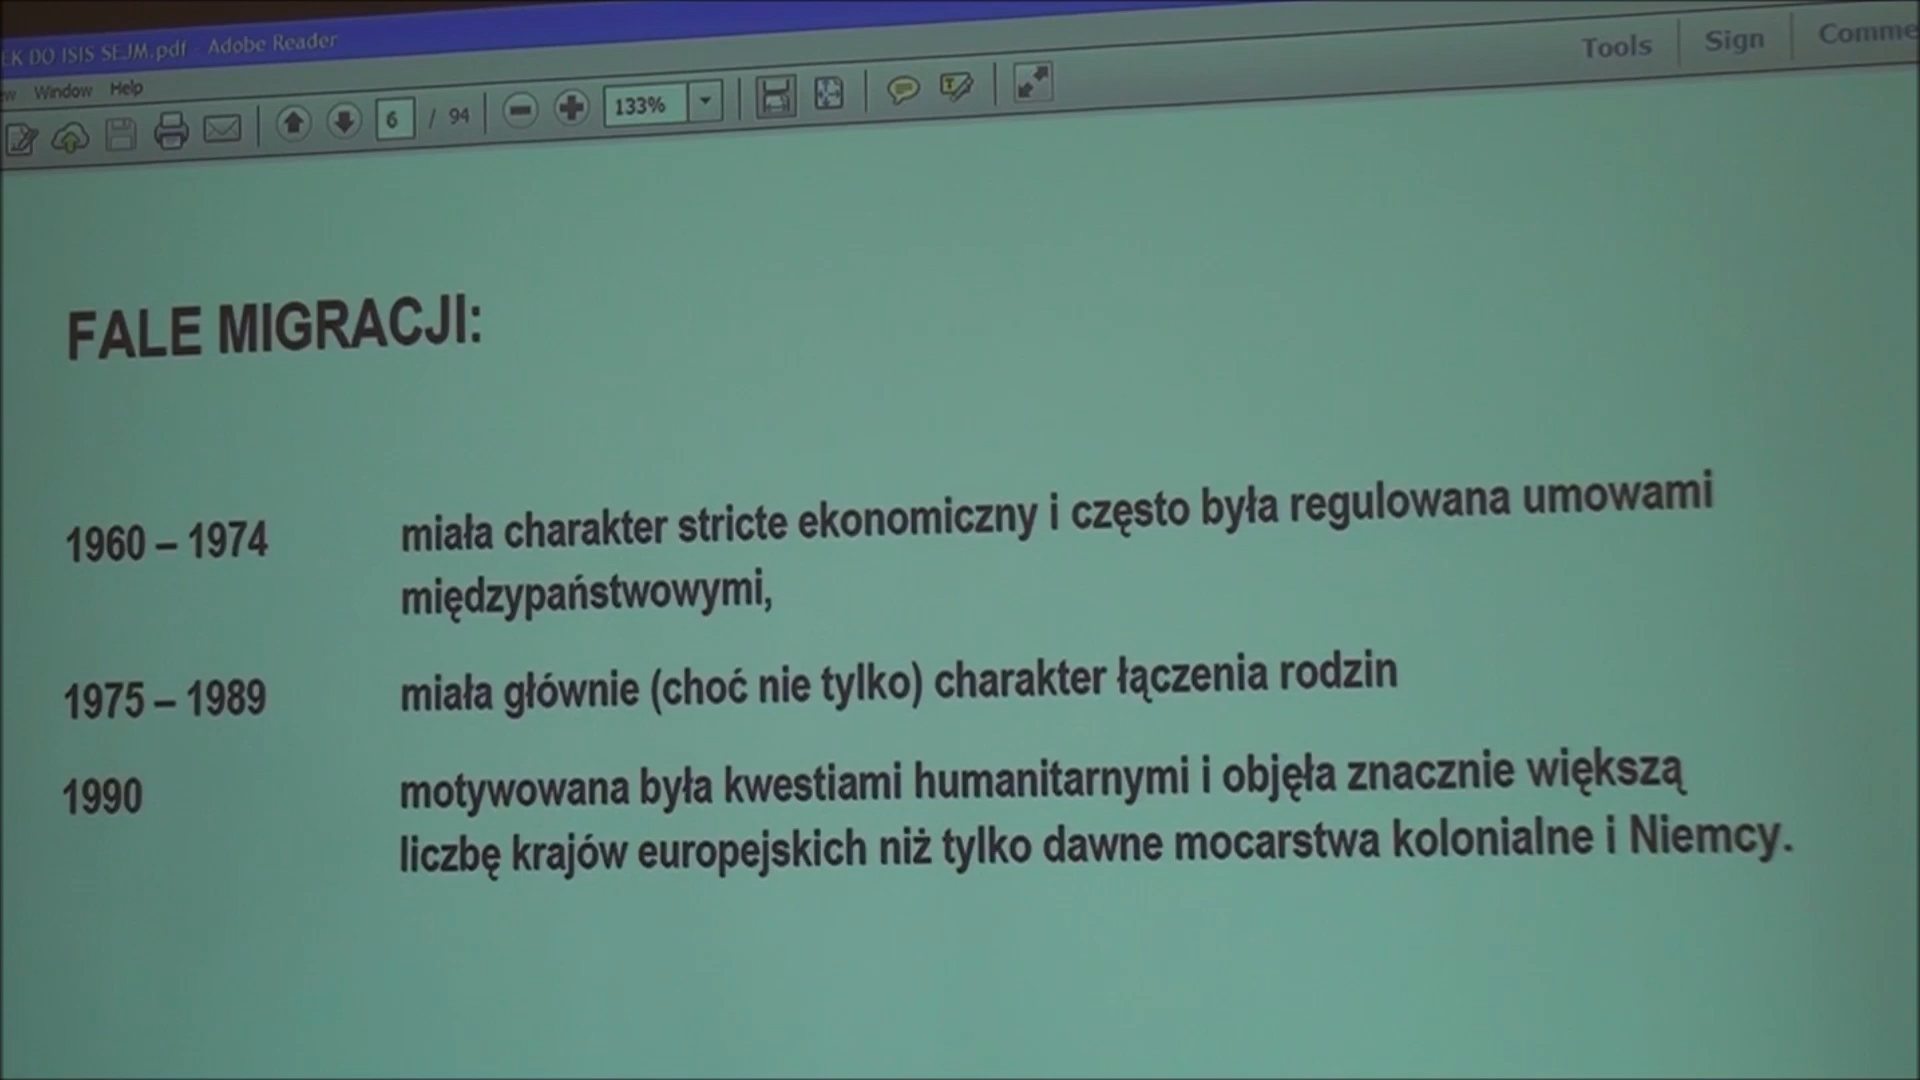 EK DO ISIS SEJM.pdf - Adobe Reader
Window Help
Tools Sign
6 / 94 133%
FALE MIGRACJI:
1960 – 1974 miała charakter stricte ekonomiczny i często była regulowana umowami
międzypaństwowymi,
1975 – 1989 miała głównie (choć nie tylko) charakter łączenia rodzin
1990 motywowana była kwestiami humanitarnymi i objęła znacznie większą
liczbę krajów europejskich niż tylko dawne mocarstwa kolonialne i Niemcy.